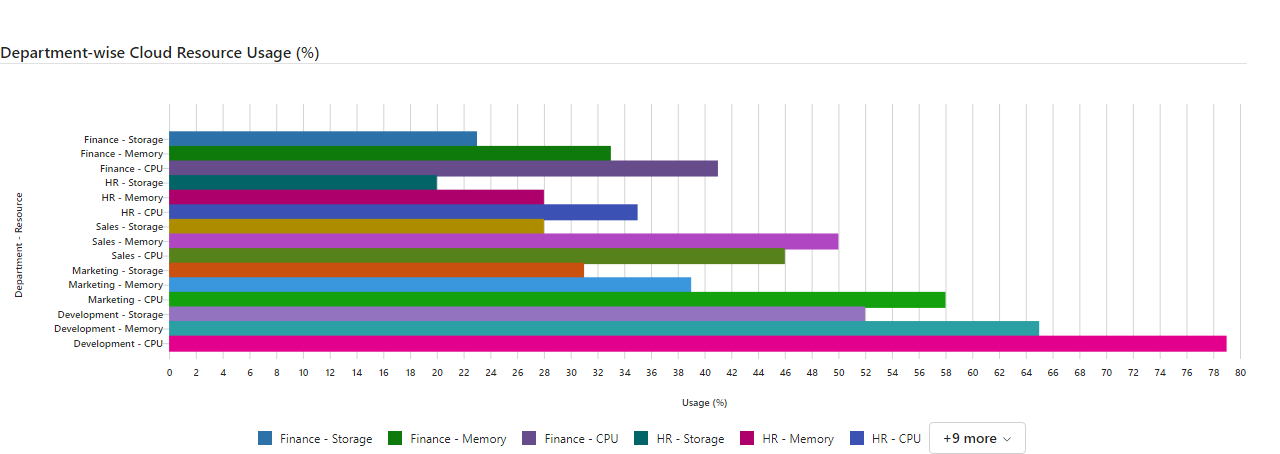 Department-wise Cloud Resource Usage (%)
Department - Resource
Finance - Storage
Finance - Memory
Finance - CPU
HR - Storage
HR - Memory
HR - CPU
Sales - Storage
Sales - Memory
Sales - CPU
Marketing - Storage
Marketing - Memory
Marketing - CPU
Development - Storage
Development - Memory
Development - CPU
0 2 4 6 8 10 12 14 16 18 20 22 24 26 28 30 32 34 36 38 40 42 44 46 48 50 52 54 56 58 60 62 64 66 68 70 72 74 76 78 80
Usage (%)
Finance - Storage Finance - Memory Finance - CPU HR - Storage HR - Memory HR - CPU +9 more